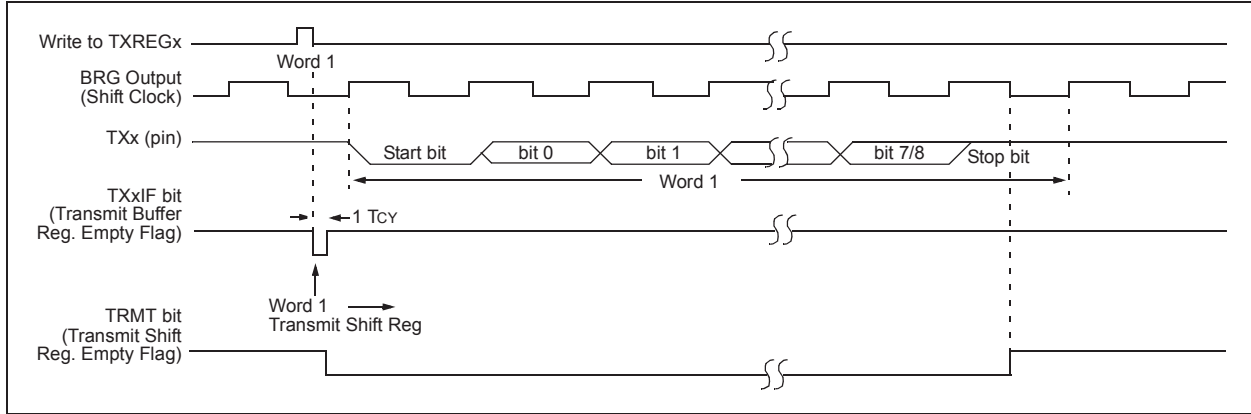 Write to TXREGx
Word 1
BRG Output
(Shift Clock)
TXx (pin)
Start bit
bit 0
bit 1
bit 7/8
Stop bit
Word 1
TXxIF bit
(Transmit Buffer
Reg. Empty Flag)
1 TCY
Word 1
Transmit Shift Reg
TRMT bit
(Transmit Shift
Reg. Empty Flag)